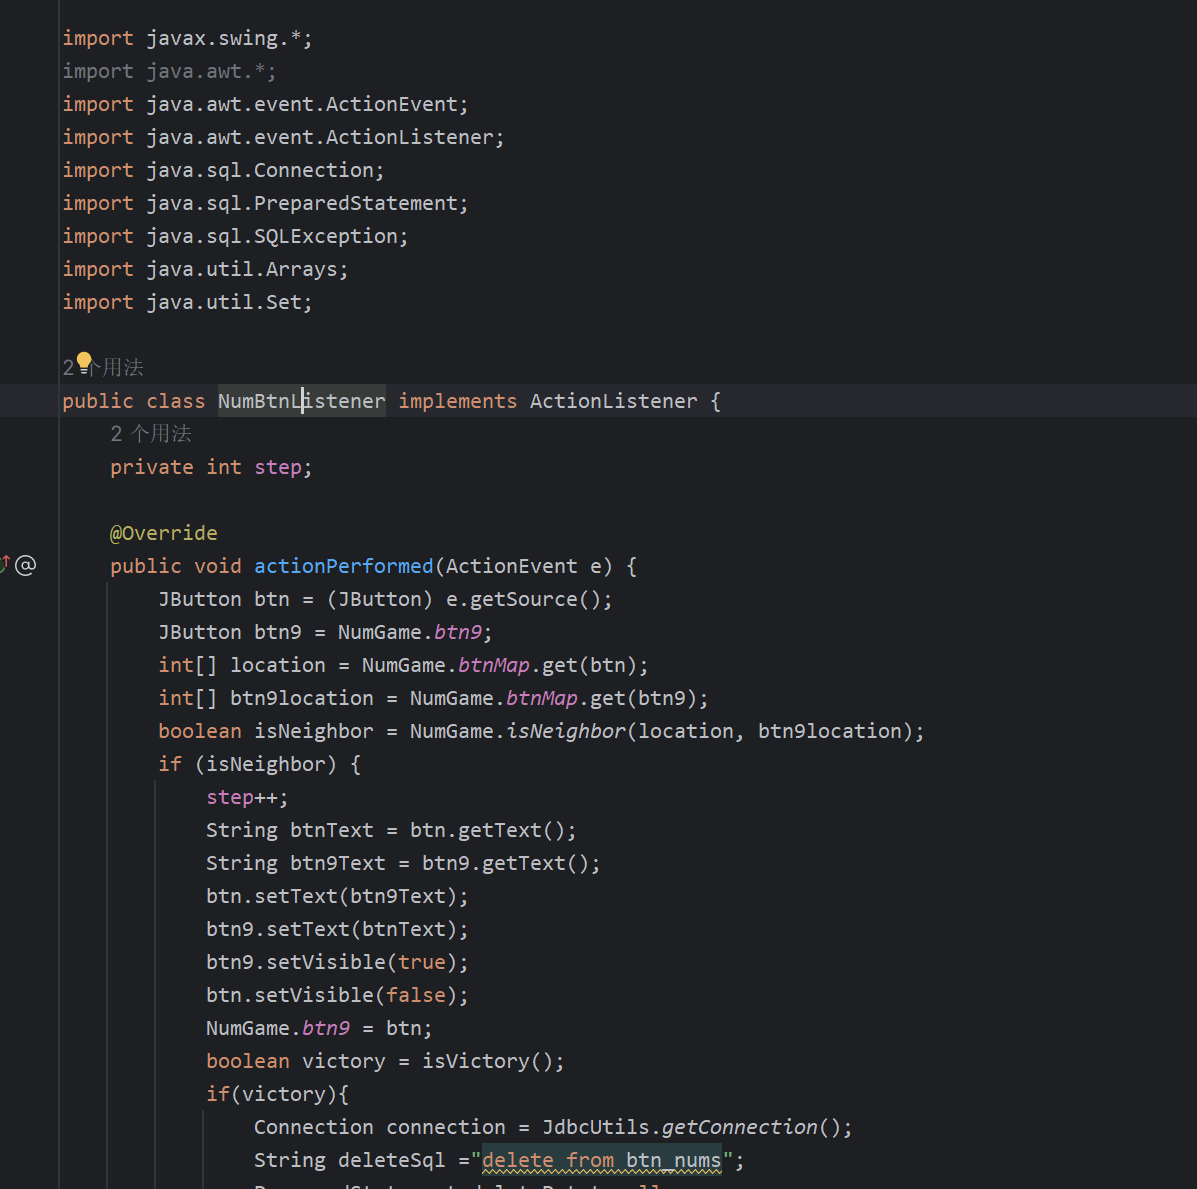 import javax.swing.*;
import java.awt.*;
import java.awt.event.ActionEvent;
import java.awt.event.ActionListener;
import java.sql.Connection;
import java.sql.PreparedStatement;
import java.sql.SQLException;
import java.util.Arrays;
import java.util.Set;
2 个用法
public class NumBtnListener implements ActionListener {
2 个用法
private int step;
@Override
public void actionPerformed(ActionEvent e) {
JButton btn = (JButton) e.getSource();
JButton btn9 = NumGame.btn9;
int[] location = NumGame.btnMap.get(btn);
int[] btn9location = NumGame.btnMap.get(btn9);
boolean isNeighbor = NumGame.isNeighbor(location, btn9location);
if (isNeighbor) {
step++;
String btnText = btn.getText();
String btn9Text = btn9.getText();
btn.setText(btn9Text);
btn9.setText(btnText);
btn9.setVisible(true);
btn.setVisible(false);
NumGame.btn9 = btn;
boolean victory = isVictory();
if(victory){
Connection connection = JdbcUtils.getConnection();
String deleteSql ="delete from btn_nums";